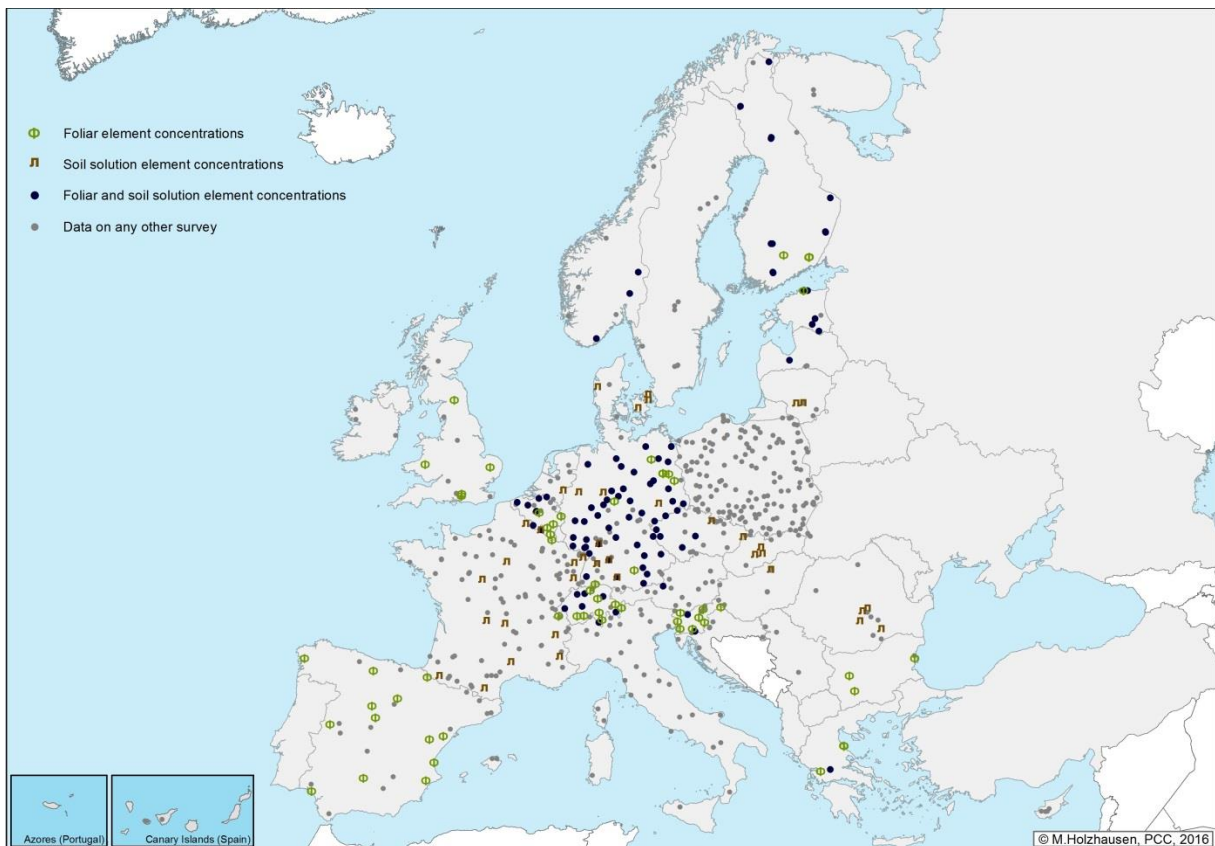 Foliar element concentrations
Soil solution element concentrations
Foliar and soil solution element concentrations
Data on any other survey
Azores (Portugal)
Canary Islands (Spain)
© M.Holzhausen, PCC, 2016